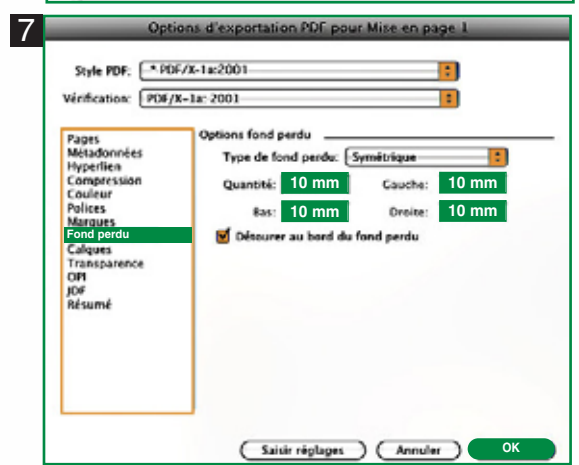 7
Options d'exportation PDF pour Mise en page 1
Style PDF: * PDF/X-1a:2001
Vérification: PDF/X-1a: 2001
Pages
Métadonnées
Hyperlien
Compression
Couleur
Polices
Marques
Fond perdu
Calques
Transparence
OPI
JDF
Résumé
Options fond perdu
Type de fond perdu: Symétrique
Quantité: 10 mm Gauche: 10 mm
Bas: 10 mm Droite: 10 mm
Détourer au bord du fond perdu
Saisir réglages Annuler OK